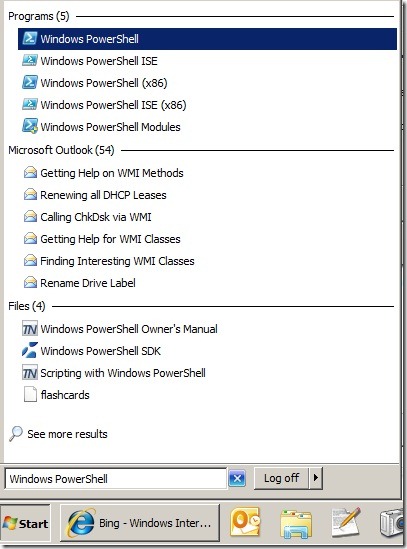 Programs (5)
Windows PowerShell
Windows PowerShell ISE
Windows PowerShell (x86)
Windows PowerShell ISE (x86)
Windows PowerShell Modules
Microsoft Outlook (54)
Getting Help on WMI Methods
Renewing all DHCP Leases
Calling ChkDsk via WMI
Getting Help for WMI Classes
Finding Interesting WMI Classes
Rename Drive Label
Files (4)
Windows PowerShell Owner's Manual
Windows PowerShell SDK
Scripting with Windows PowerShell
flashcards
See more results
Windows PowerShell
Log off
Start
Bing - Windows Inter...